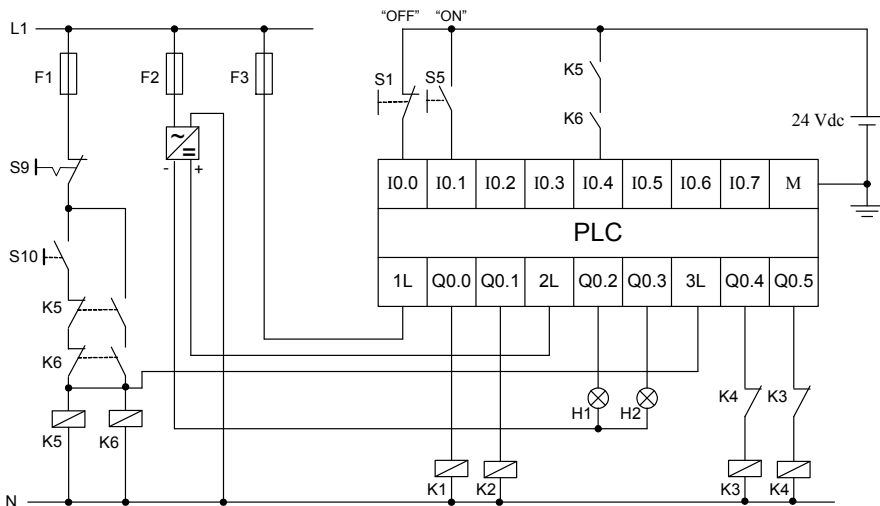 “OFF” “ON”
L1
F1 F2 F3
S1 S5 K5
K6
24 Vdc
~
=
- +
S9
I0.0 I0.1 I0.2 I0.3 I0.4 I0.5 I0.6 I0.7 M
PLC
S10
1L Q0.0 Q0.1 2L Q0.2 Q0.3 3L Q0.4 Q0.5
K5
K6
H1 H2 K4 K3
K5 K6
K1 K2 K3 K4
N